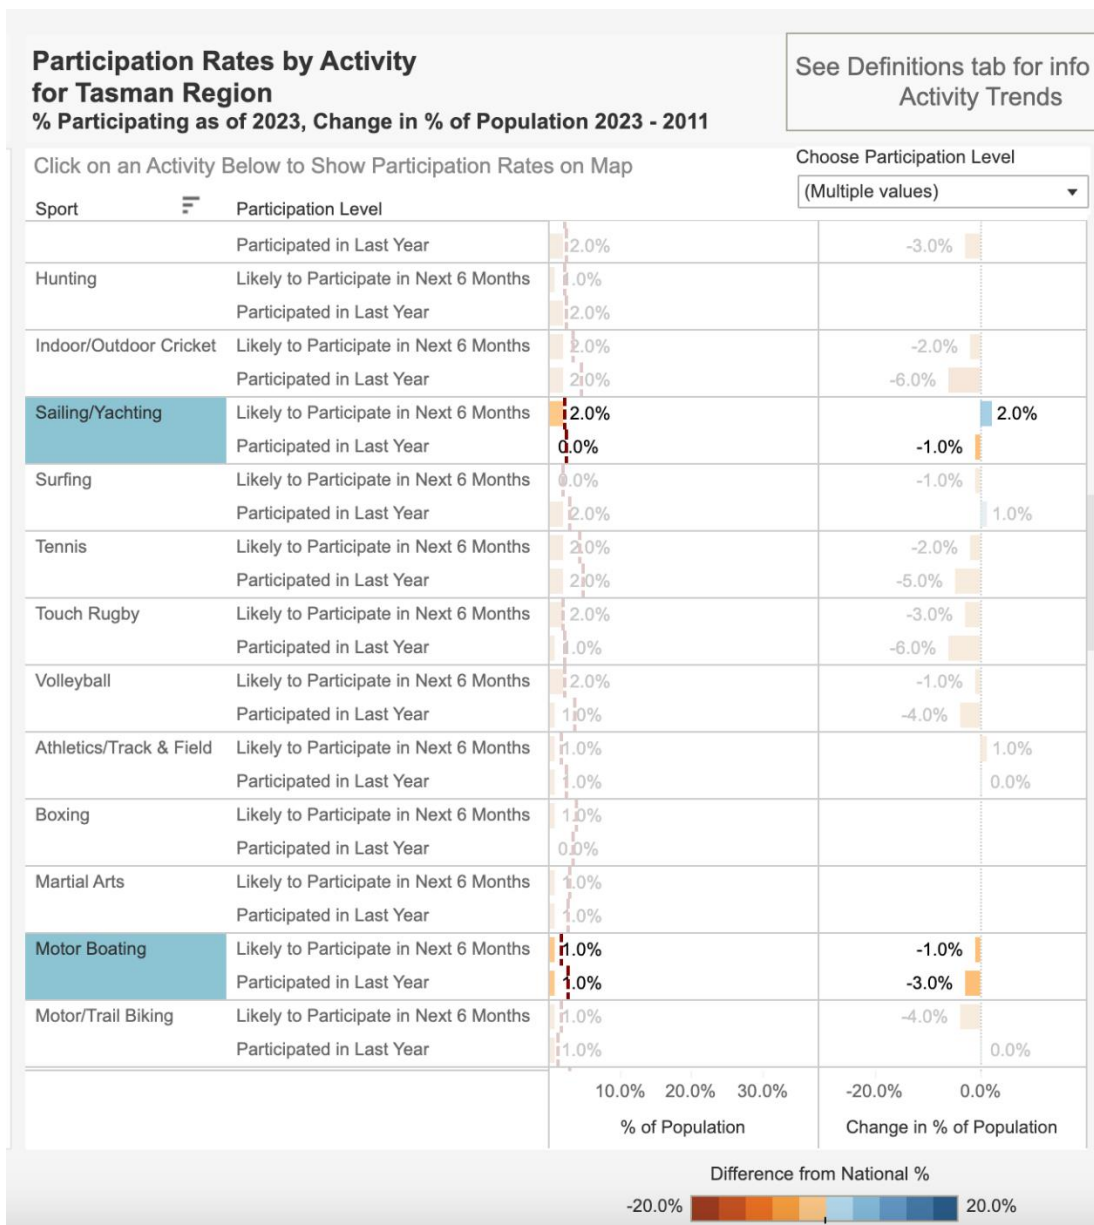 Participation Rates by Activity
for Tasman Region
% Participating as of 2023, Change in % of Population 2023 - 2011
See Definitions tab for info
Activity Trends
Click on an Activity Below to Show Participation Rates on Map
Choose Participation Level
(Multiple values)
Sport Participation Level
Participated in Last Year 2.0% -3.0%
Hunting Likely to Participate in Next 6 Months 1.0%
Participated in Last Year 2.0%
Indoor/Outdoor Cricket Likely to Participate in Next 6 Months 2.0% -2.0%
Participated in Last Year 2.0% -6.0%
Sailing/Yachting Likely to Participate in Next 6 Months 2.0% 2.0%
Participated in Last Year 0.0% -1.0%
Surfing Likely to Participate in Next 6 Months 0.0% -1.0%
Participated in Last Year 2.0% 1.0%
Tennis Likely to Participate in Next 6 Months 2.0% -2.0%
Participated in Last Year 2.0% -5.0%
Touch Rugby Likely to Participate in Next 6 Months 2.0% -3.0%
Participated in Last Year 1.0% -6.0%
Volleyball Likely to Participate in Next 6 Months 2.0% -1.0%
Participated in Last Year 1.0% -4.0%
Athletics/Track & Field Likely to Participate in Next 6 Months 1.0% 1.0%
Participated in Last Year 1.0% 0.0%
Boxing Likely to Participate in Next 6 Months 1.0%
Participated in Last Year 0.0%
Martial Arts Likely to Participate in Next 6 Months 1.0%
Participated in Last Year 1.0%
Motor Boating Likely to Participate in Next 6 Months 1.0% -1.0%
Participated in Last Year 1.0% -3.0%
Motor/Trail Biking Likely to Participate in Next 6 Months 1.0% -4.0%
Participated in Last Year 1.0% 0.0%
10.0% 20.0% 30.0% -20.0% 0.0%
% of Population Change in % of Population
Difference from National %
-20.0% 20.0%